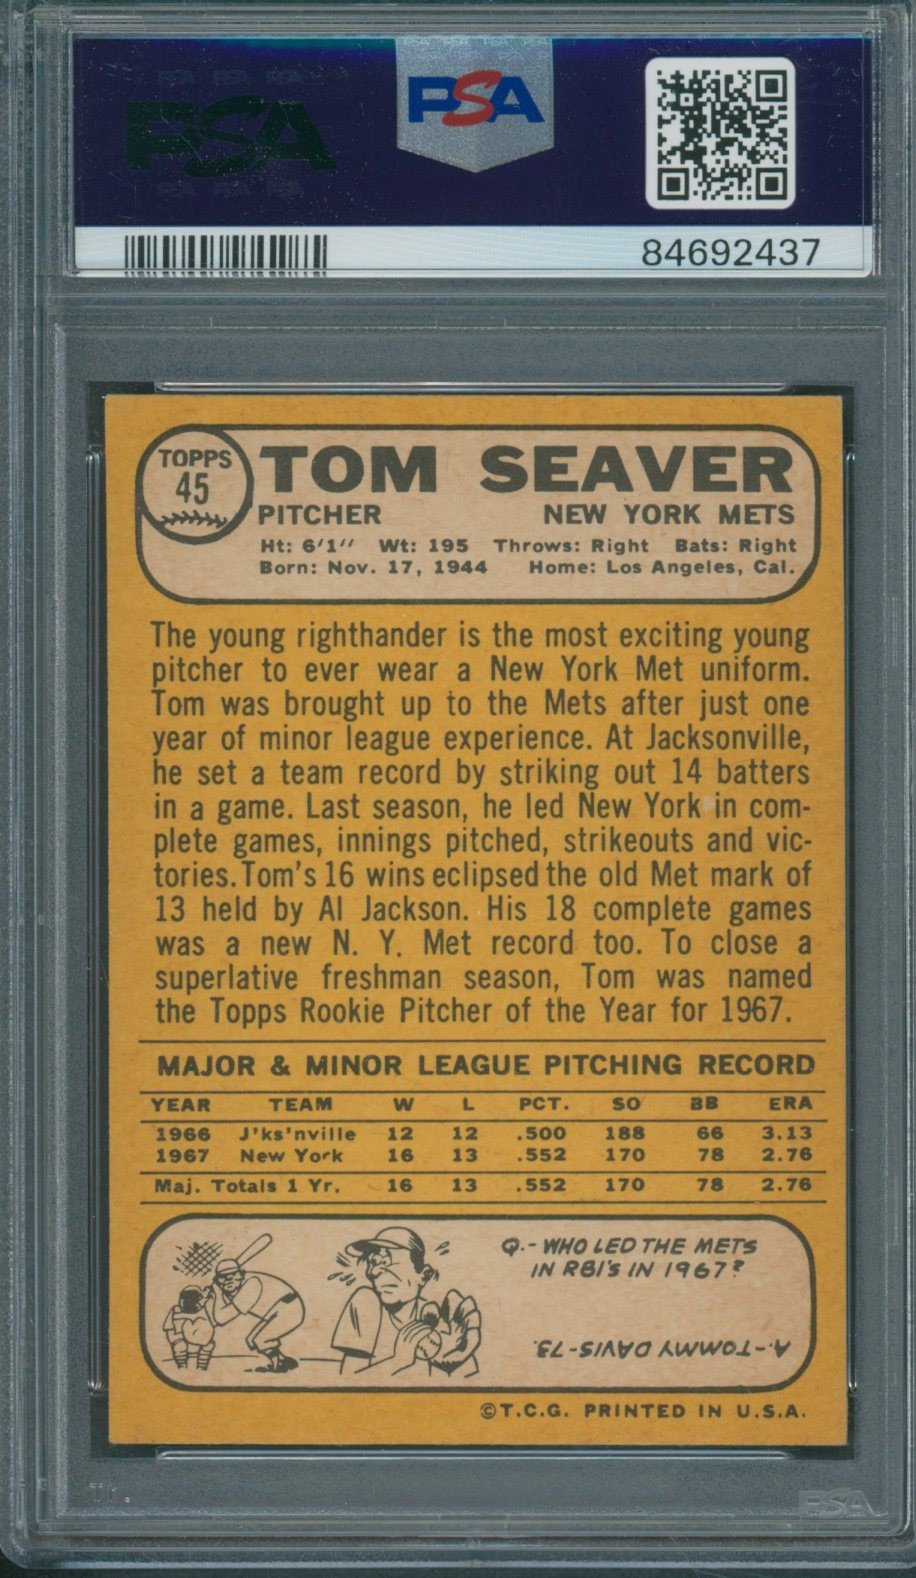 PSA
PSA
84692437
TOPPS
45
TOM SEAVER
PITCHER NEW YORK METS
Ht: 6'1" Wt: 195 Throws: Right Bats: Right
Born: Nov. 17, 1944 Home: Los Angeles, Cal.
The young righthander is the most exciting young
pitcher to ever wear a New York Met uniform.
Tom was brought up to the Mets after just one
year of minor league experience. At Jacksonville,
he set a team record by striking out 14 batters
in a game. Last season, he led New York in com-
plete games, innings pitched, strikeouts and vic-
tories. Tom's 16 wins eclipsed the old Met mark of
13 held by Al Jackson. His 18 complete games
was a new N. Y. Met record too. To close a
superlative freshman season, Tom was named
the Topps Rookie Pitcher of the Year for 1967.
MAJOR & MINOR LEAGUE PITCHING RECORD
YEAR TEAM W L PCT. SO BB ERA
1966 J'ks'nville 12 12 .500 188 66 3.13
1967 New York 16 13 .552 170 78 2.76
Maj. Totals 1 Yr. 16 13 .552 170 78 2.76
Q.- WHO LED THE METS
IN RBI'S IN 1967?
A.-TOMMY DAVIS-73.
©T.C.G. PRINTED IN U.S.A.
PSA